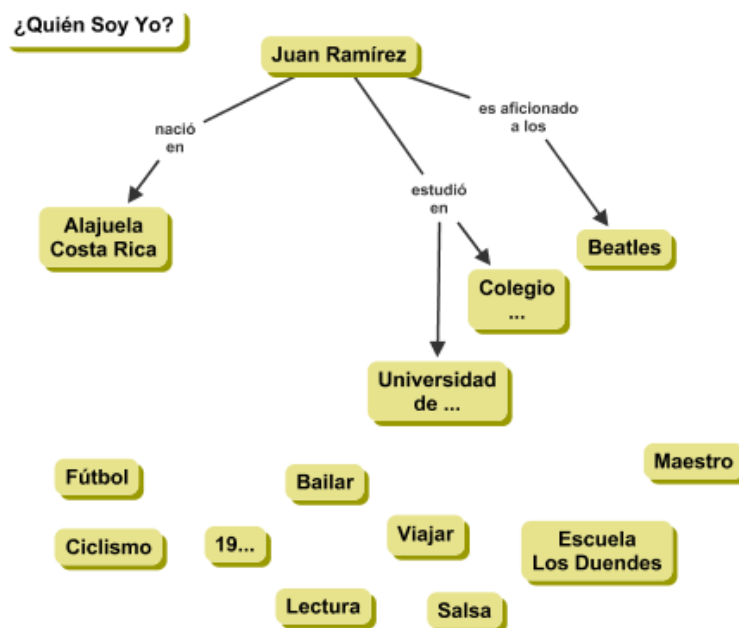 ¿Quién Soy Yo?
Juan Ramírez
nació
en
es aficionado
a los
estudió
en
Alajuela
Costa Rica
Beatles
Colegio
...
Universidad
de ...
Fútbol
Bailar
Maestro
Ciclismo
19...
Viajar
Escuela
Los Duendes
Lectura
Salsa